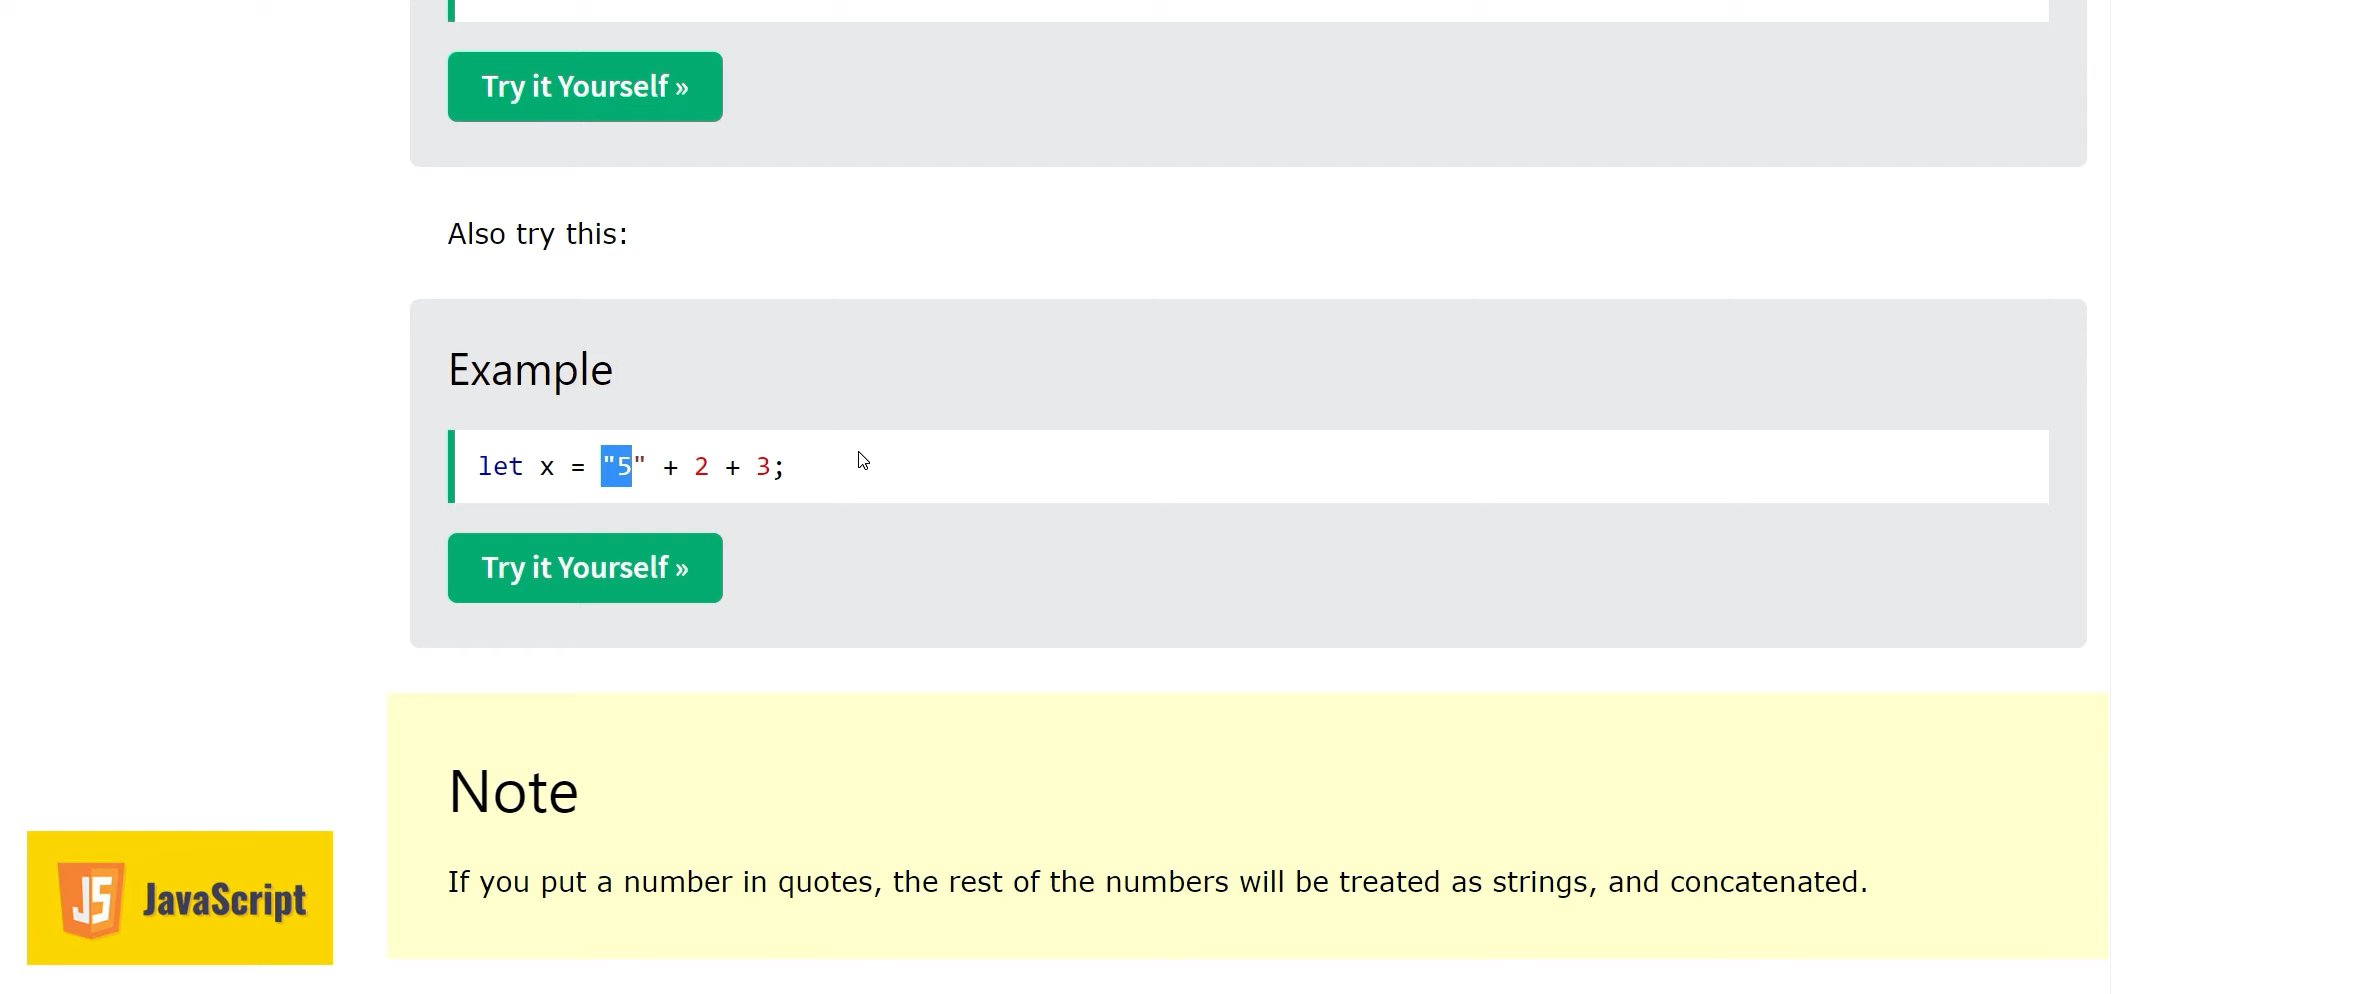 Try it Yourself »
Also try this:
Example
let x = "5" + 2 + 3;
Try it Yourself »
Note
If you put a number in quotes, the rest of the numbers will be treated as strings, and concatenated.
JS JavaScript